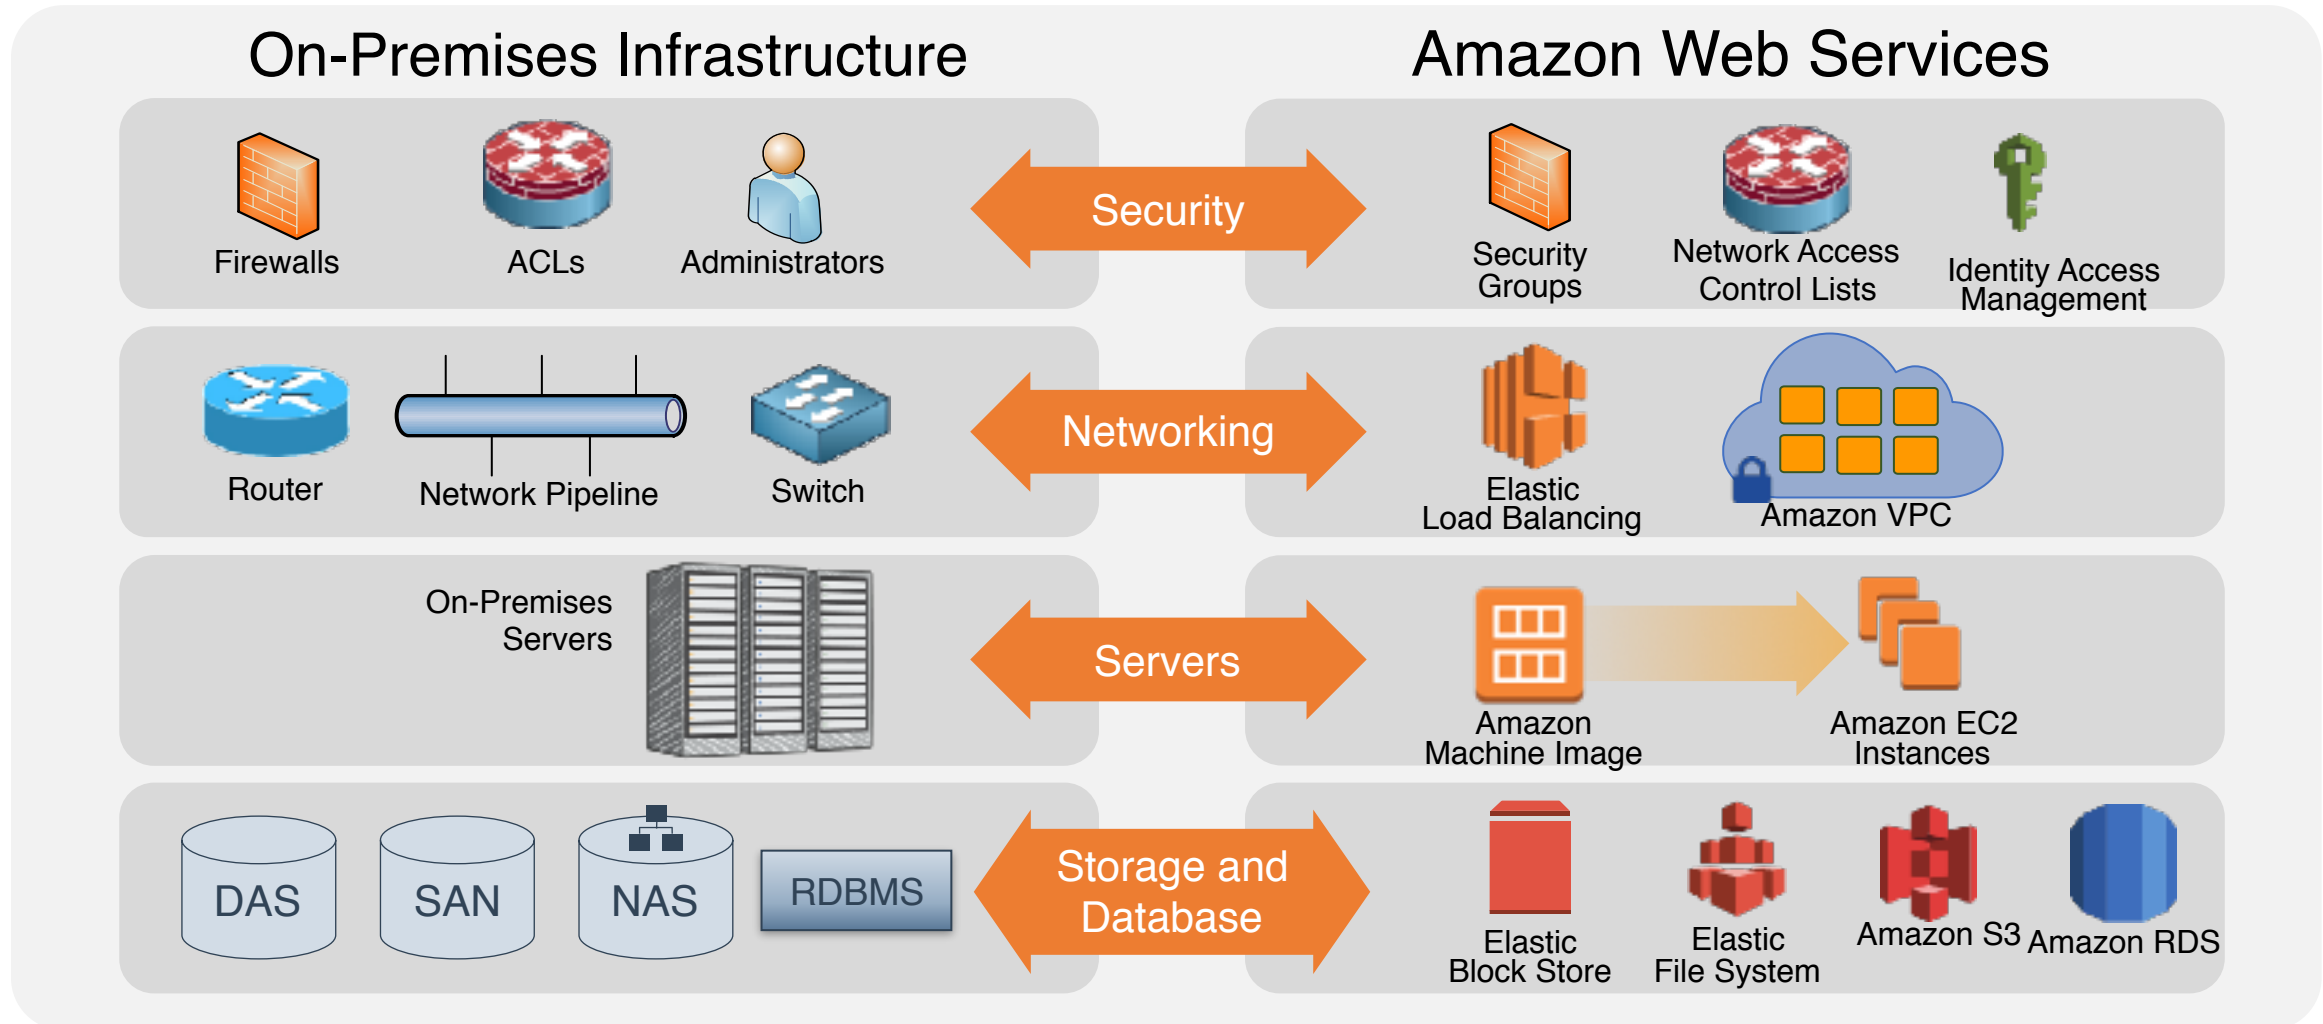 On-Premises Infrastructure
Amazon Web Services
Firewalls
ACLs
Administrators
Security
Security
Groups
Network Access
Control Lists
Identity Access
Management
Router
Network Pipeline
Switch
Networking
Elastic
Load Balancing
Amazon VPC
On-Premises
Servers
Servers
Amazon
Machine Image
Amazon EC2
Instances
DAS
SAN
NAS
RDBMS
Storage and
Database
Elastic
Block Store
Elastic
File System
Amazon S3
Amazon RDS